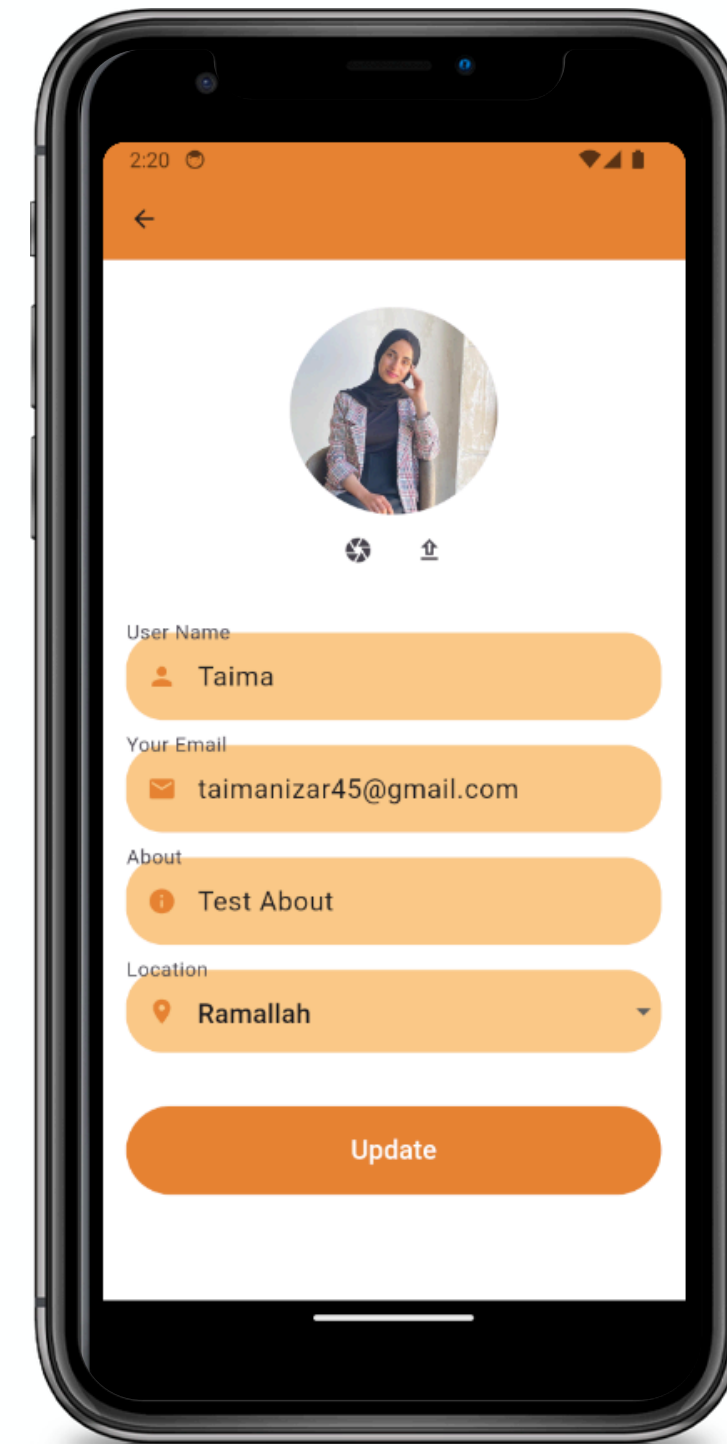 2:20
User Name
Taima
Your Email
taimanizar45@gmail.com
About
Test About
Location
Ramallah
Update